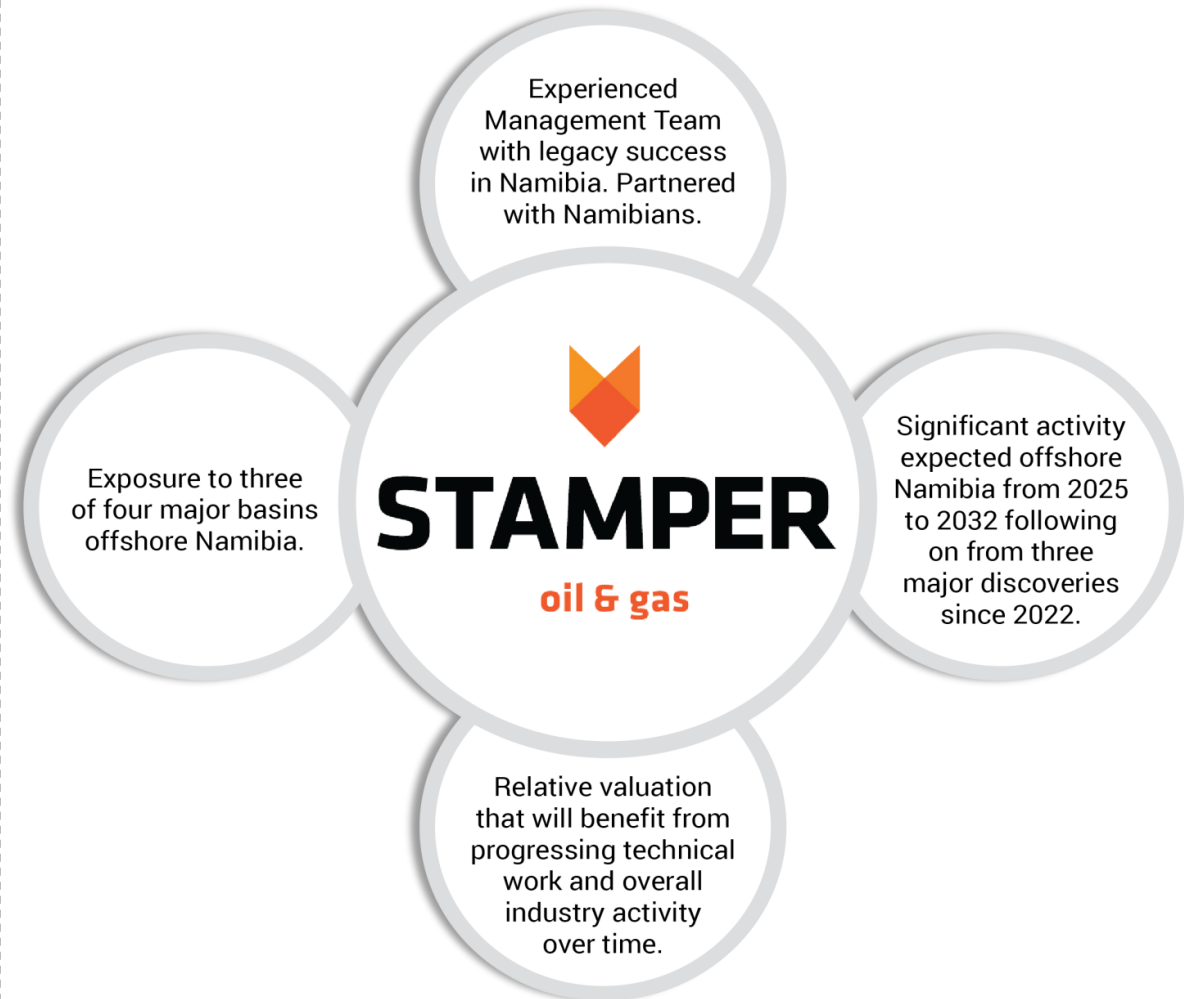 Experienced
Management Team
with legacy success
in Namibia. Partnered
with Namibians.
Exposure to three
of four major basins
offshore Namibia.
STAMPER
oil & gas
Significant activity
expected offshore
Namibia from 2025
to 2032 following
on from three
major discoveries
since 2022.
Relative valuation
that will benefit from
progressing technical
work and overall
industry activity
over time.